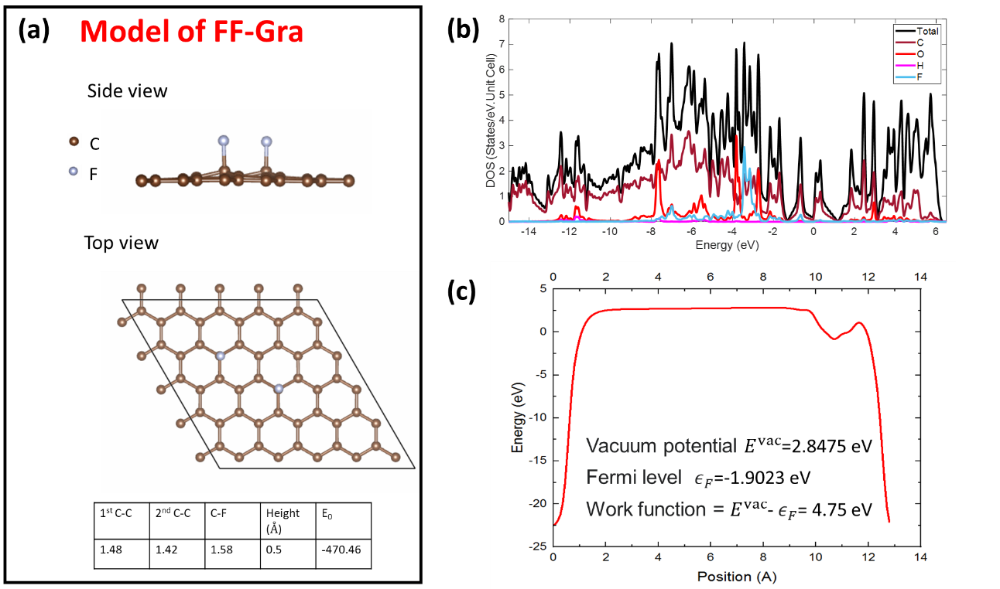 (a) Model of FF-Gra
Side view
C
F
Top view
1st C-C 2nd C-C C-F Height (Å) E0
1.48 1.42 1.58 0.5 -470.46
(b)
DOS (States/eV.Unit Cell)
8
7
6
5
4
3
2
1
0
Total
C
O
H
F
-14 -12 -10 -8 -6 -4 -2 0 2 4 6
Energy (eV)
(c)
0 2 4 6 8 10 12 14
Energy (eV)
5
0
-5
-10
-15
-20
-25
Vacuum potential Evac=2.8475 eV
Fermi level ϵF=-1.9023 eV
Work function = Evac- ϵF= 4.75 eV
0 2 4 6 8 10 12 14
Position (A)